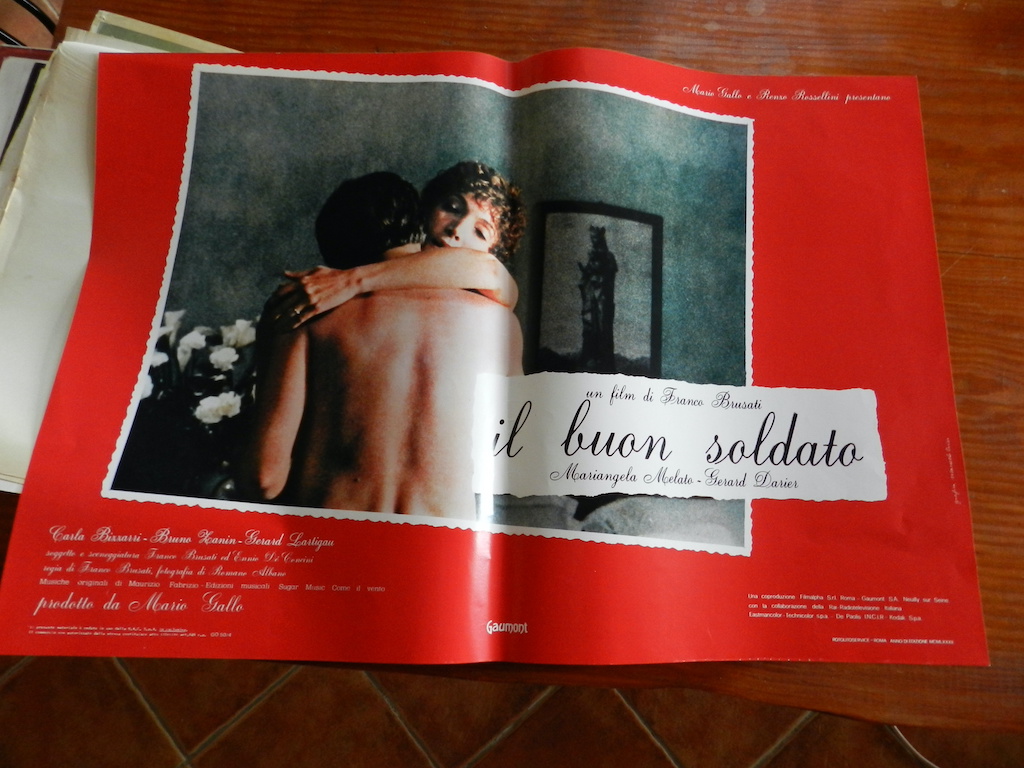 Mario Gallo e Renzo Rossellini presentano
un film di Franco Brusati
il buon soldato
Mariangela Melato - Gerard Darier
Carla Bizzarri - Bruno Zanin - Gerard Lartigau
soggetto e sceneggiatura Franco Brusati ed Ennio De Concini
regia di Franco Brusati, fotografia di Romano Albani
Musiche originali di Maurizio Fabrizio - Edizioni musicali Sugar Music Come il vento
prodotto da Mario Gallo
Gaumont
Una coproduzione Filmalpha S.r.l. Roma - Gaumont S.A. Neuilly sur Seine
con la collaborazione della Rai-Radiotelevisione Italiana
Eastmancolor - Technicolor s.p.a. - De Paolis I.N.C.I.R - Kodak S.p.a
ROTOLITOSERVICE - ROMA